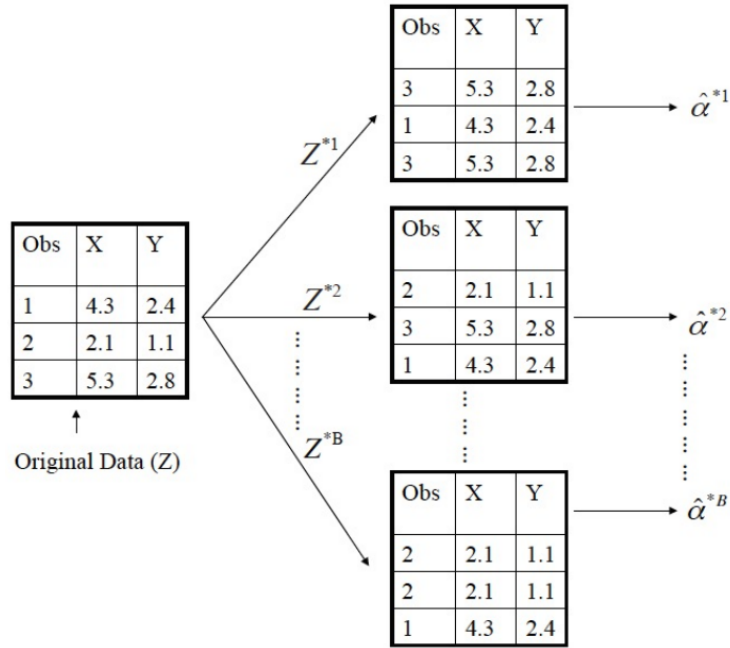 Obs X Y
3 5.3 2.8
1 4.3 2.4
3 5.3 2.8
α̂*1
Z*1
Obs X Y
1 4.3 2.4
2 2.1 1.1
3 5.3 2.8
Original Data (Z)
Z*2
Obs X Y
2 2.1 1.1
3 5.3 2.8
1 4.3 2.4
α̂*2
Z*B
Obs X Y
2 2.1 1.1
2 2.1 1.1
1 4.3 2.4
α̂*B